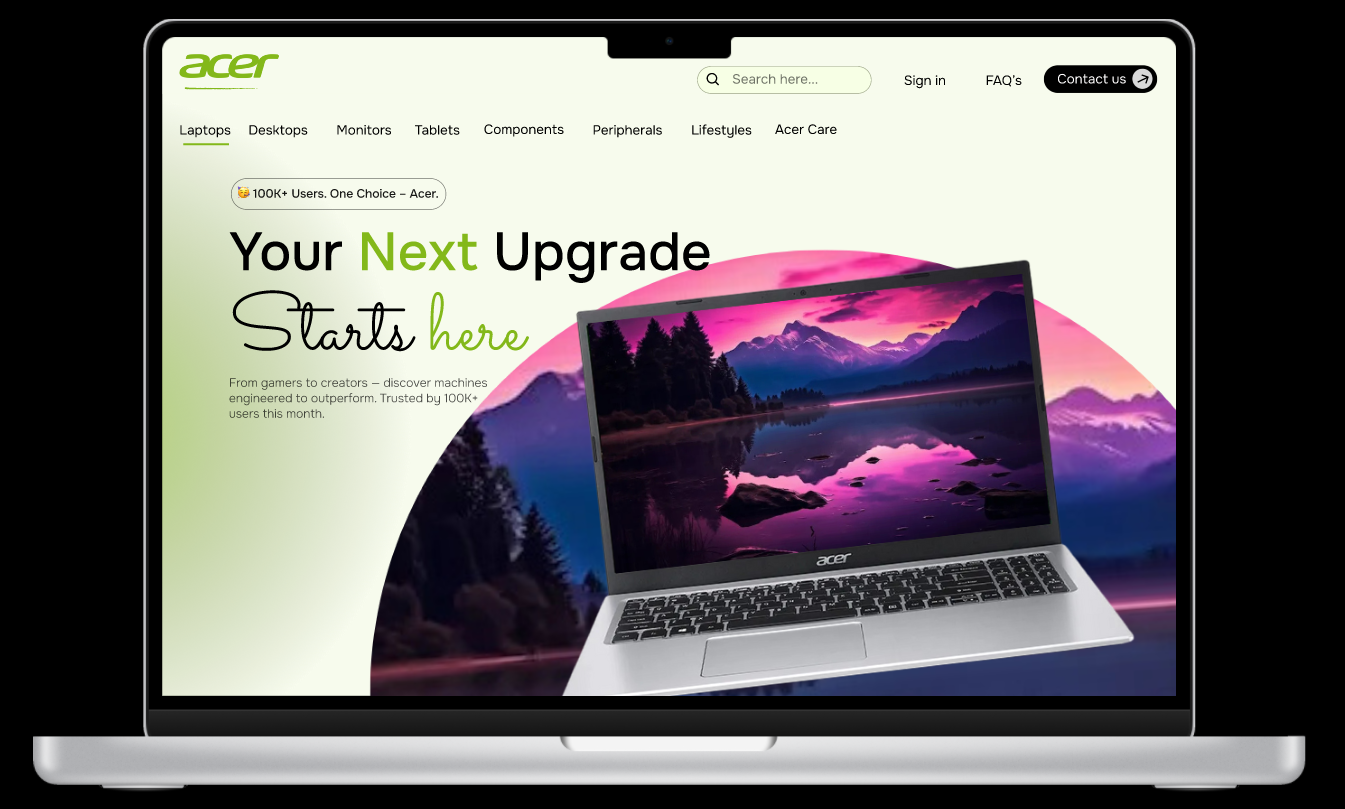 acer
Search here...
Sign in
FAQ's
Contact us
Laptops
Desktops
Monitors
Tablets
Components
Peripherals
Lifestyles
Acer Care
🥳 100K+ Users. One Choice – Acer.
Your Next Upgrade
Starts here
From gamers to creators — discover machines
engineered to outperform. Trusted by 100K+
users this month.
acer